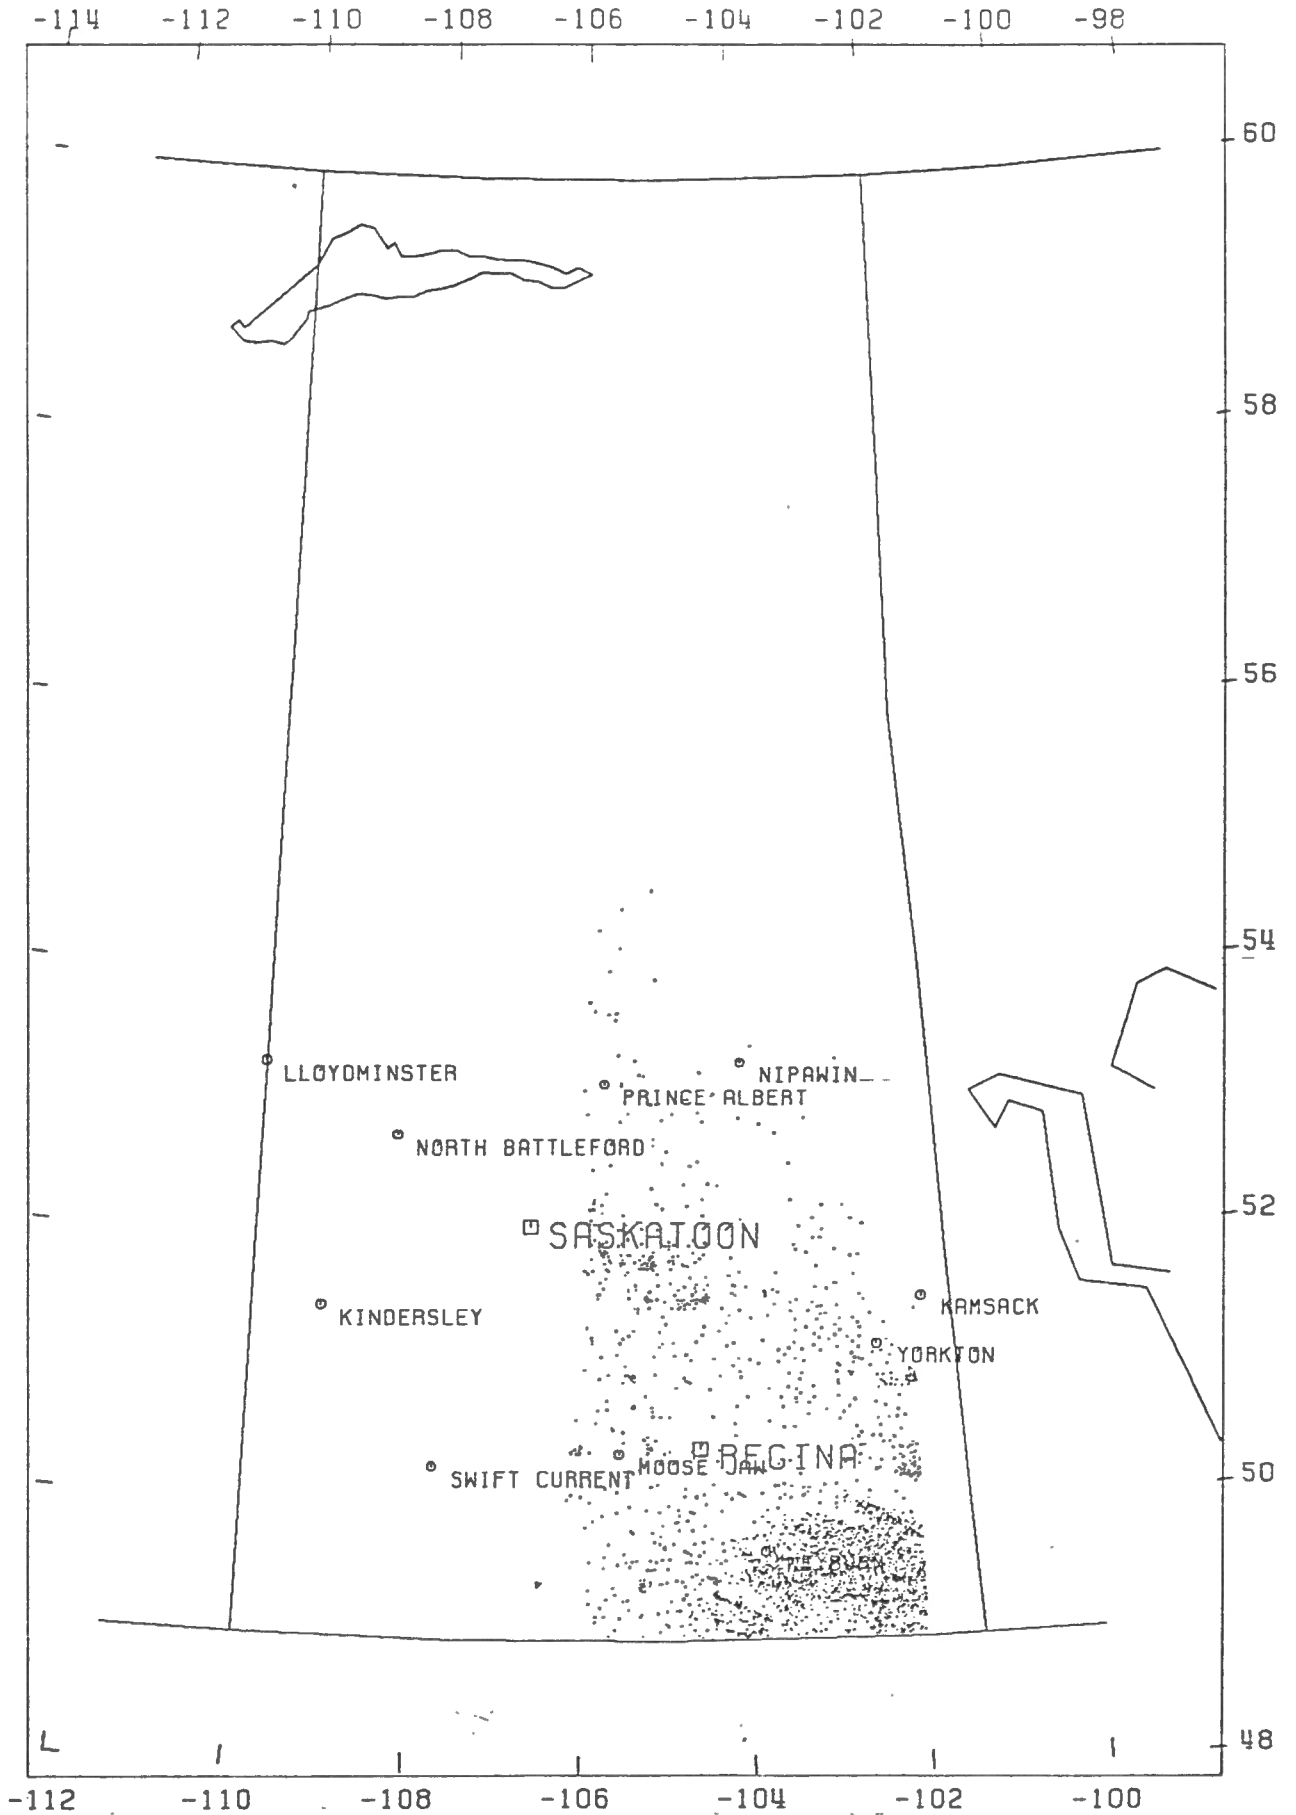 -114 -112 -110 -108 -106 -104 -102 -100 -98
60
58
56
54
LLOYDMINSTER
NIPAWIN
PRINCE ALBERT
NORTH BATTLEFORD
52
SASKATOON
KAMSACK
KINDERSLEY
YORKTON
REGINA
MOOSE JAW
50
SWIFT CURRENT
48
-112 -110 -108 -106 -104 -102 -100